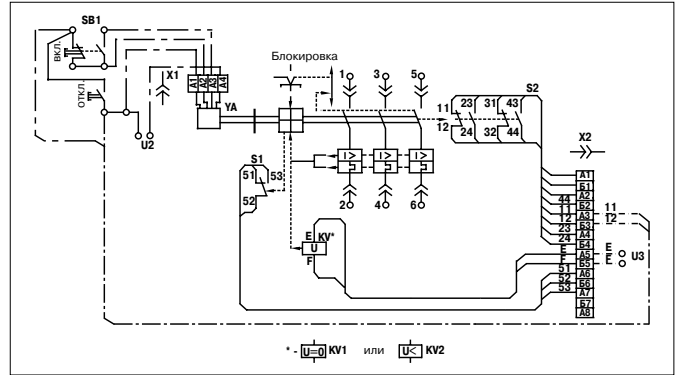 SB1
ВКЛ.
ОТКЛ.
X1
A1 A2 A3 A4
YA
U2
Блокировка
1 3 5
I> I> I>
2 4 6
S2
11 23 31 43
12 24 32 44
S1
51 53
52
E KV*
U
F
X2
A1
Б1
A2
44 Б2
11 A3 11
12 Б3 12
23 A4
24 Б4
E A5 E
F Б5 F U3
51 A6
52 Б6
53 A7
Б7
A8
* - U=0 KV1 или U< KV2